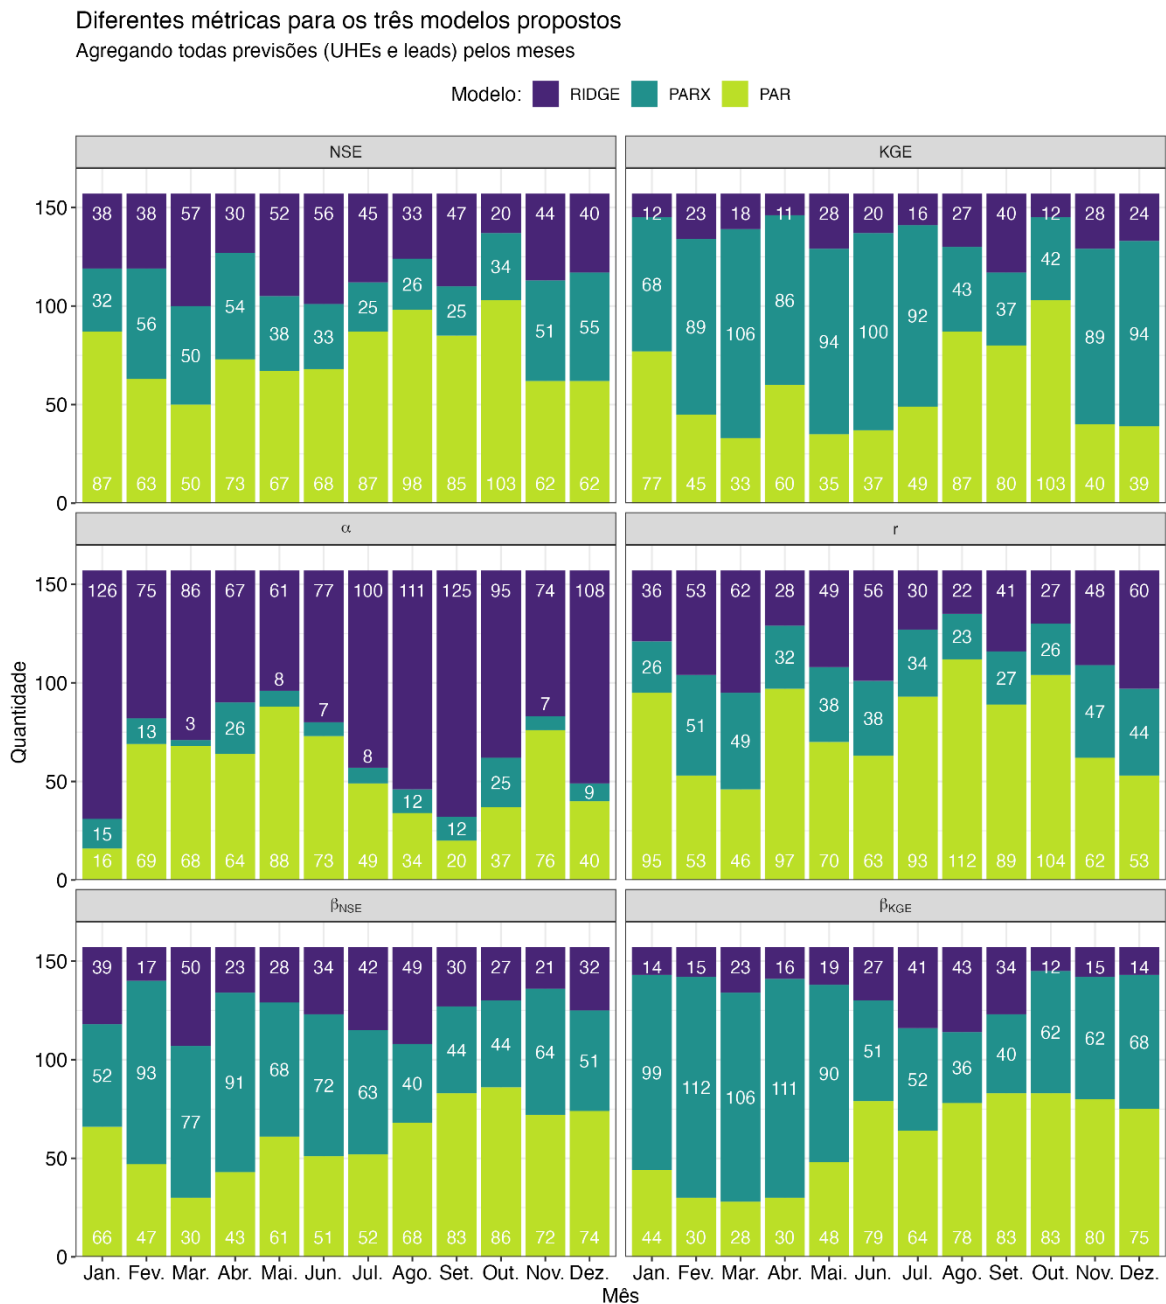 Diferentes métricas para os três modelos propostos
Agregando todas previsões (UHEs e leads) pelos meses
Modelo: RIDGE PARX PAR
NSE
150
100
50
0
38 38 57 30 52 56 45 33 47 20 44 40
32 56 50 54 38 33 25 26 25 34 51 55
87 63 50 73 67 68 87 98 85 103 62 62
KGE
12 23 18 11 28 20 16 27 40 12 28 24
68 89 106 86 94 100 92 43 37 42 89 94
77 45 33 60 35 37 49 87 80 103 40 39
α
150
100
50
0
126 75 86 67 61 77 100 111 125 95 74 108
15 13 3 26 8 7 8 12 12 25 7 9
16 69 68 64 88 73 49 34 20 37 76 40
r
36 53 62 28 49 56 30 22 41 27 48 60
26 51 49 32 38 38 34 23 27 26 47 44
95 53 46 97 70 63 93 112 89 104 62 53
Quantidade
βNSE
150
100
50
0
39 17 50 23 28 34 42 49 30 27 21 32
52 93 77 91 68 72 63 40 44 44 64 51
66 47 30 43 61 51 52 68 83 86 72 74
Jan. Fev. Mar. Abr. Mai. Jun. Jul. Ago. Set. Out. Nov. Dez.
βKGE
14 15 23 16 19 27 41 43 34 12 15 14
99 112 106 111 90 51 52 36 40 62 62 68
44 30 28 30 48 79 64 78 83 83 80 75
Jan. Fev. Mar. Abr. Mai. Jun. Jul. Ago. Set. Out. Nov. Dez.
Mês